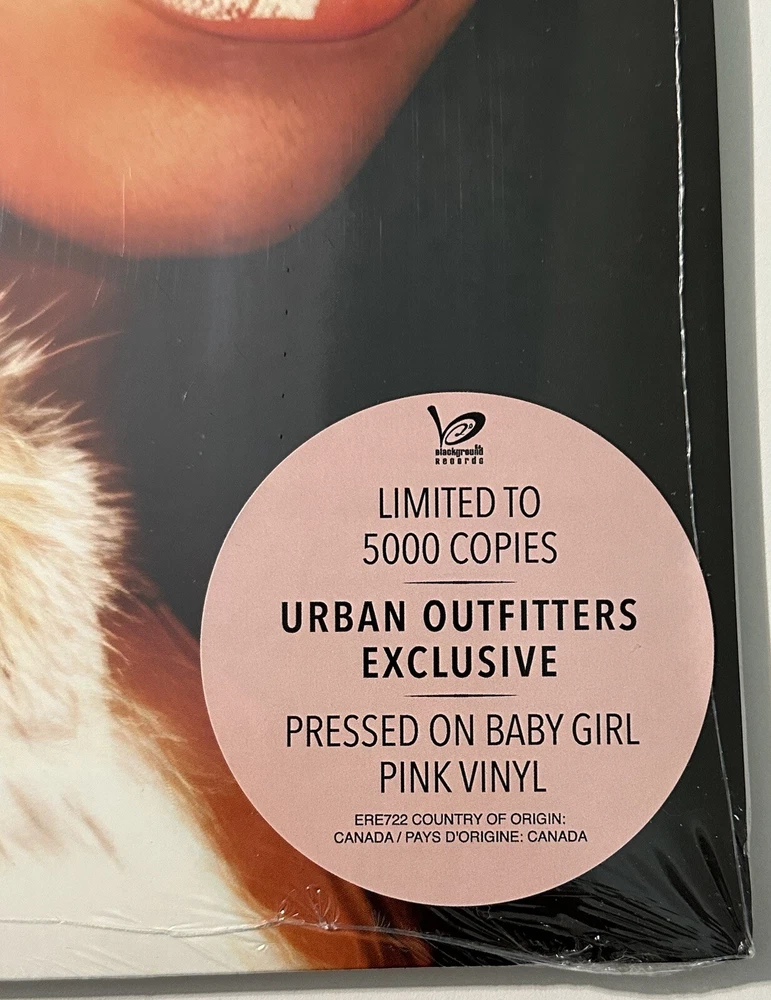 Blackground
Records
LIMITED TO
5000 COPIES
URBAN OUTFITTERS
EXCLUSIVE
PRESSED ON BABY GIRL
PINK VINYL
ERE722 COUNTRY OF ORIGIN:
CANADA / PAYS D'ORIGINE: CANADA